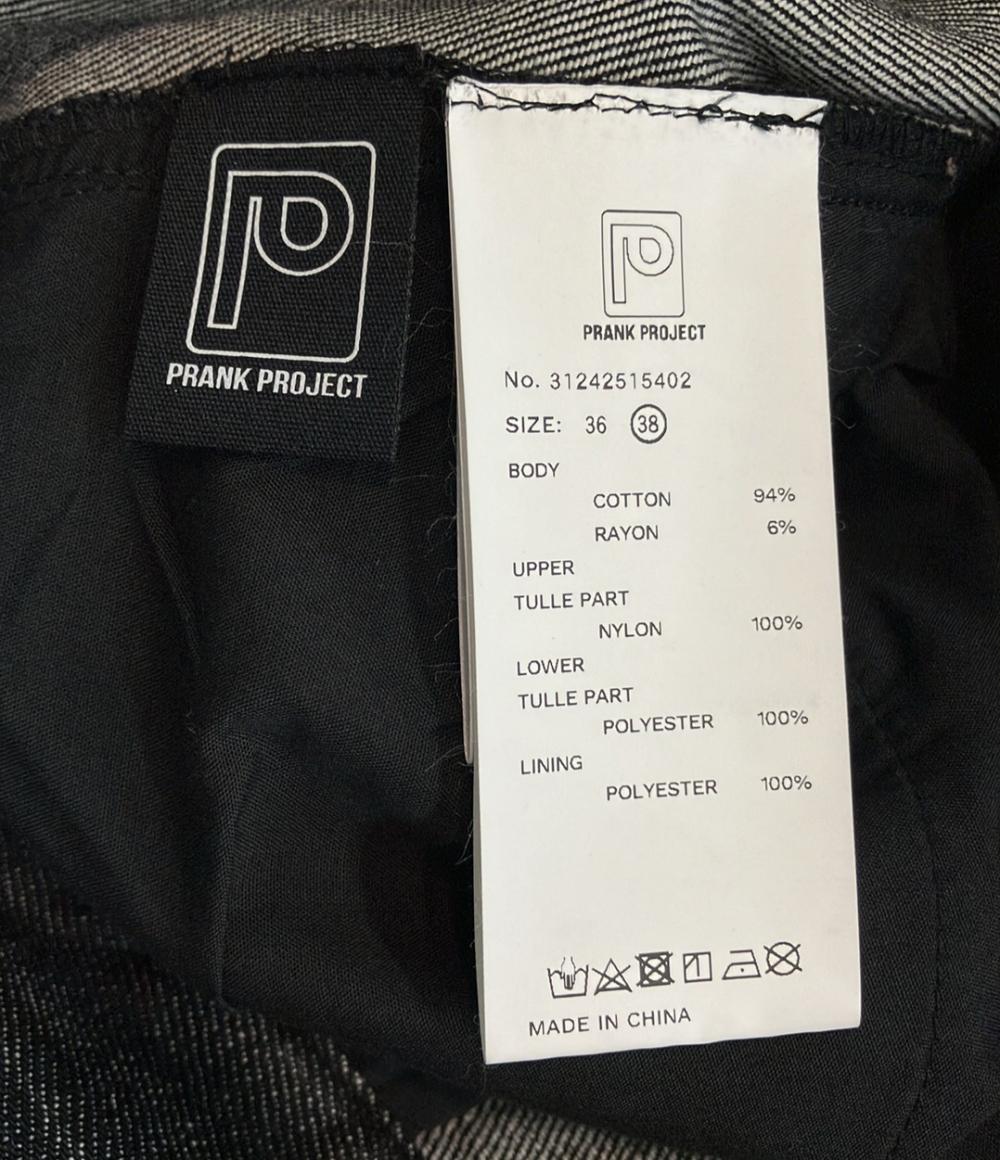 PRANK PROJECT
PRANK PROJECT
No. 31242515402
SIZE: 36 38
BODY
COTTON 94%
RAYON 6%
UPPER
TULLE PART
NYLON 100%
LOWER
TULLE PART
POLYESTER 100%
LINING
POLYESTER 100%
MADE IN CHINA